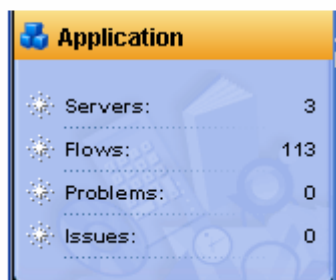 Application
Servers: 3
Flows: 113
Problems: 0
Issues: 0